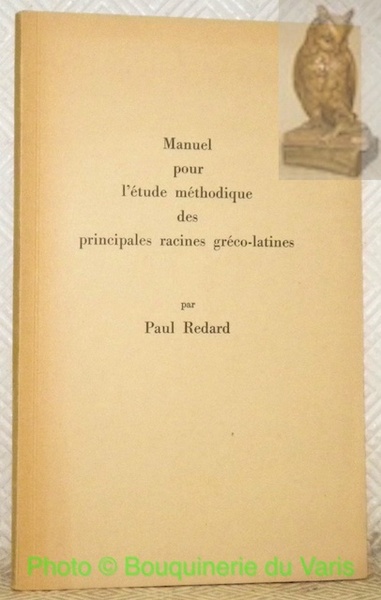 Manuel
pour
l'étude méthodique
des
principales racines gréco-latines
par
Paul Redard
Photo © Bouquinerie du Varis